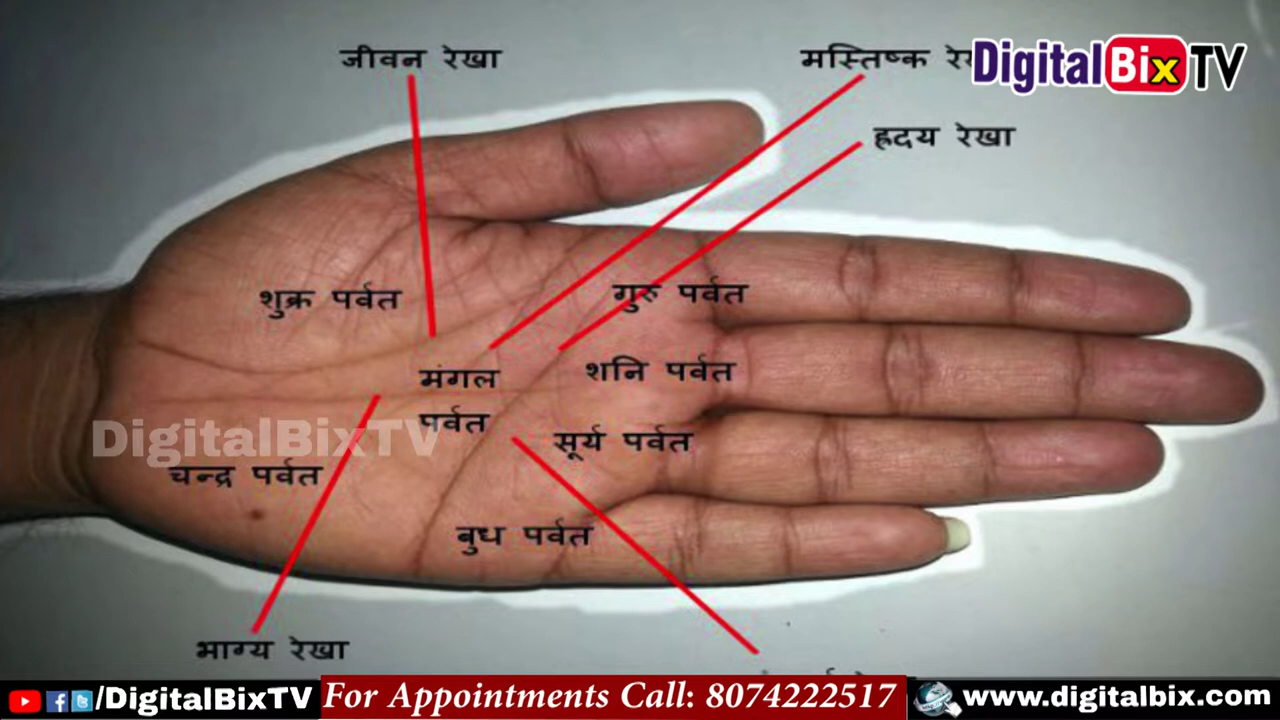 जीवन रेखा
मस्तिष्क
DigitalBixTV
ह्रदय रेखा
शुक्र पर्वत
गुरु पर्वत
मंगल
पर्वत
शनि पर्वत
सूर्य पर्वत
DigitalBixTV
चन्द्र पर्वत
बुध पर्वत
भाग्य रेखा
/DigitalBixTV
For Appointments Call: 8074222517
www.digitalbix.com